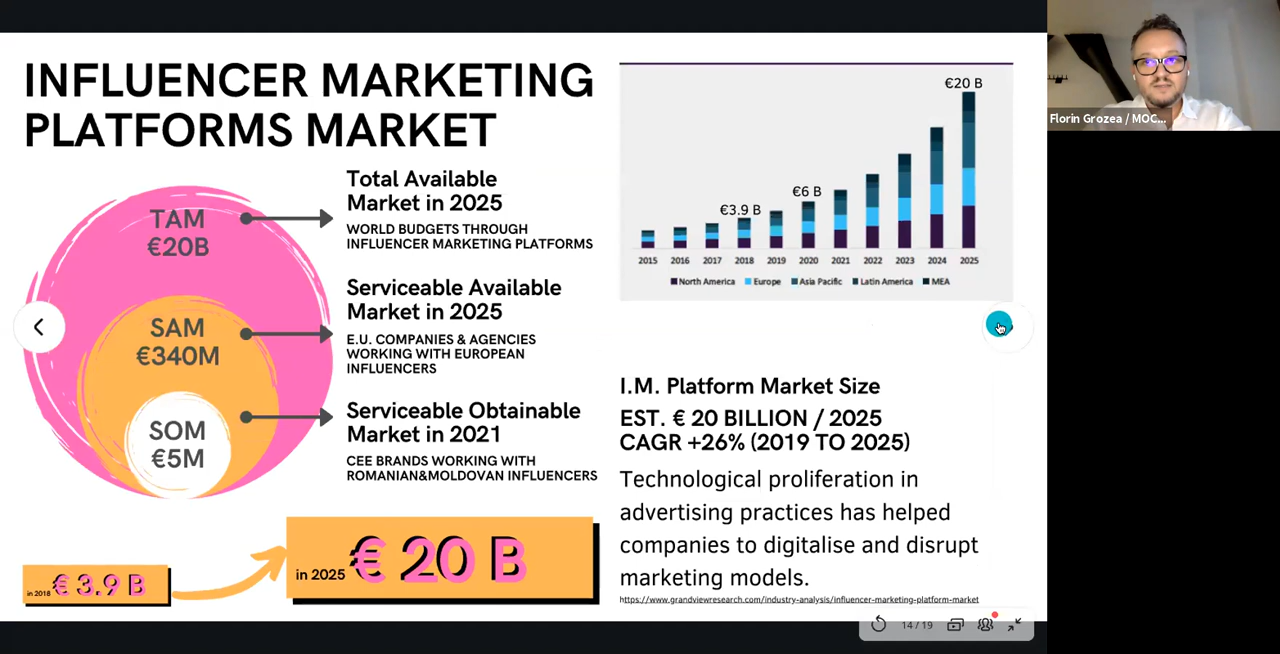 INFLUENCER MARKETING
PLATFORMS MARKET
TAM
€20B
Total Available
Market in 2025
WORLD BUDGETS THROUGH
INFLUENCER MARKETING PLATFORMS
SAM
€340M
Serviceable Available
Market in 2025
E.U. COMPANIES & AGENCIES
WORKING WITH EUROPEAN
INFLUENCERS
SOM
€5M
Serviceable Obtainable
Market in 2021
CEE BRANDS WORKING WITH
ROMANIAN&MOLDOVAN INFLUENCERS
in 2018 € 3.9 B
in 2025 € 20 B
€20 B
€6 B
€3.9 B
2015 2016 2017 2018 2019 2020 2021 2022 2023 2024 2025
North America Europe Asia Pacific Latin America MEA
I.M. Platform Market Size
EST. € 20 BILLION / 2025
CAGR +26% (2019 TO 2025)
Technological proliferation in
advertising practices has helped
companies to digitalise and disrupt
marketing models.
https://www.grandviewresearch.com/industry-analysis/influencer-marketing-platform-market
14 / 19
Florin Grozea / MOC...